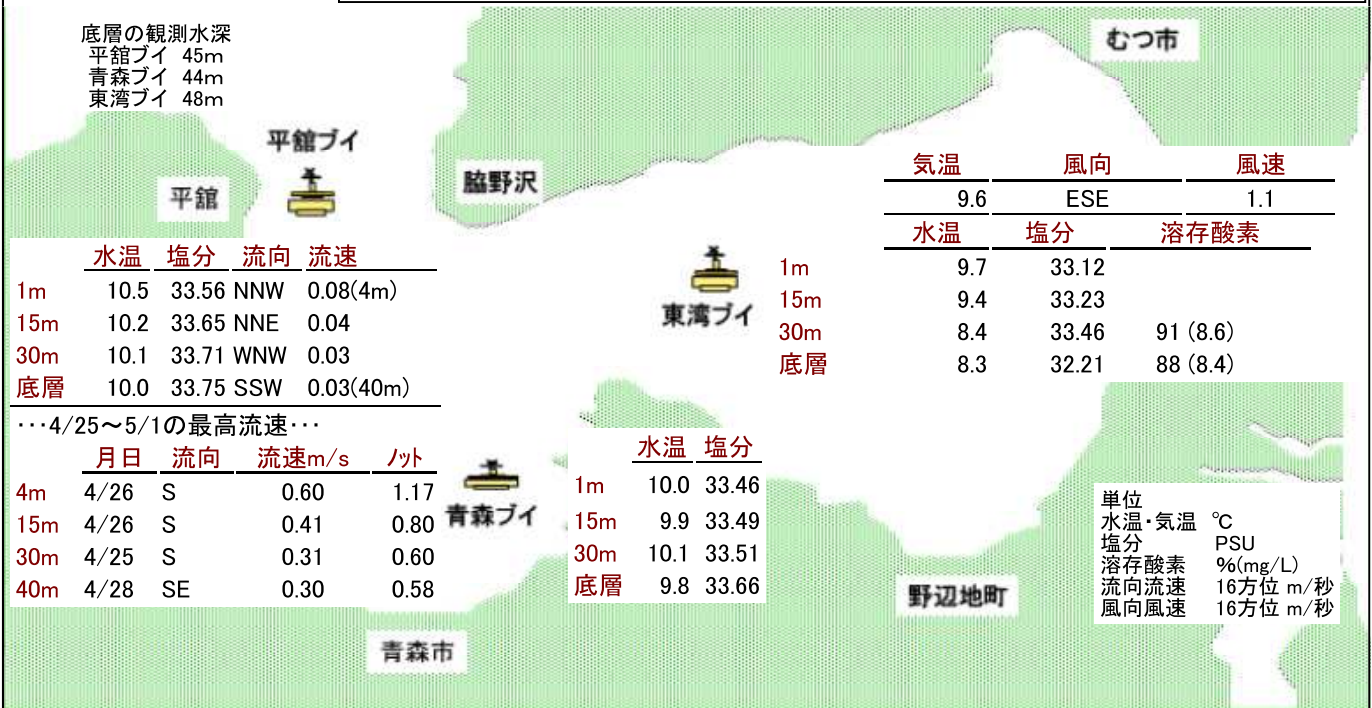 底層の観測水深
平舘ブイ 45m
青森ブイ 44m
東湾ブイ 48m
むつ市
平舘ブイ
脇野沢
平舘
気温 風向 風速
9.6 ESE 1.1
水温 塩分 溶存酸素
1m 9.7 33.12
15m 9.4 33.23
30m 8.4 33.46 91 (8.6)
底層 8.3 32.21 88 (8.4)
東湾ブイ
水温 塩分 流向 流速
1m 10.5 33.56 NNW 0.08(4m)
15m 10.2 33.65 NNE 0.04
30m 10.1 33.71 WNW 0.03
底層 10.0 33.75 SSW 0.03(40m)
･･･4/25～5/1の最高流速･･･
月日 流向 流速m/s ﾉｯﾄ
4m 4/26 S 0.60 1.17
15m 4/26 S 0.41 0.80
30m 4/25 S 0.31 0.60
40m 4/28 SE 0.30 0.58
青森ブイ
水温 塩分
1m 10.0 33.46
15m 9.9 33.49
30m 10.1 33.51
底層 9.8 33.66
単位
水温・気温 ℃
塩分 PSU
溶存酸素 %(mg/L)
流向流速 16方位 m/秒
風向風速 16方位 m/秒
野辺地町
青森市